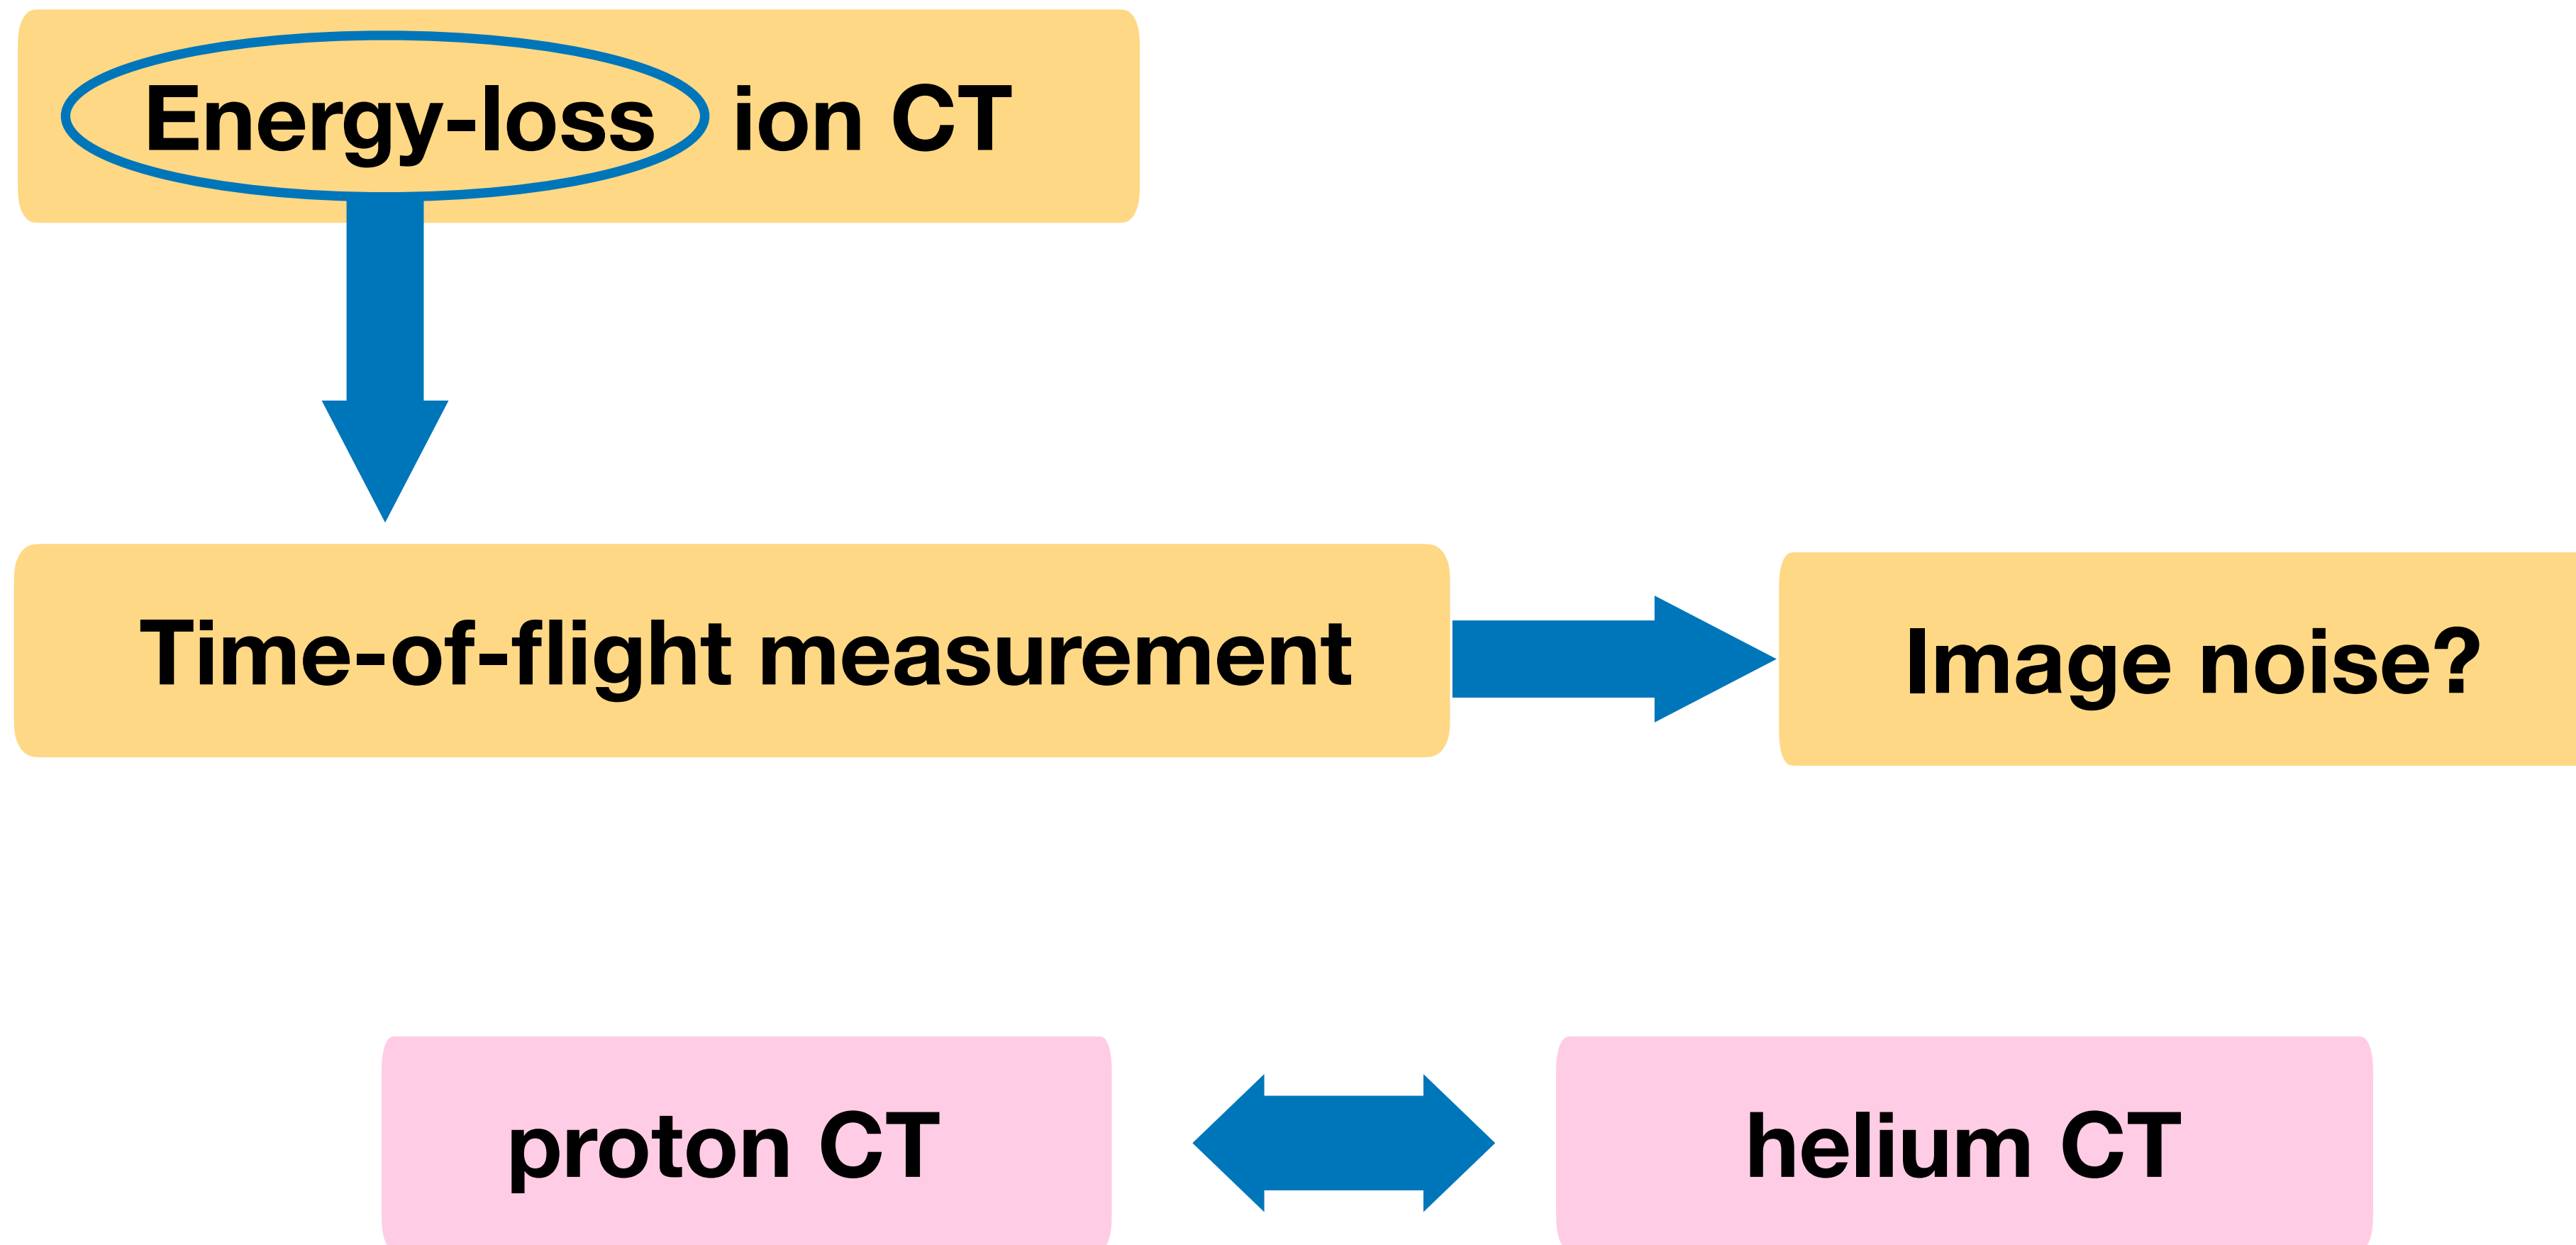 Energy-loss ion CT
Time-of-flight measurement
Image noise?
proton CT
helium CT